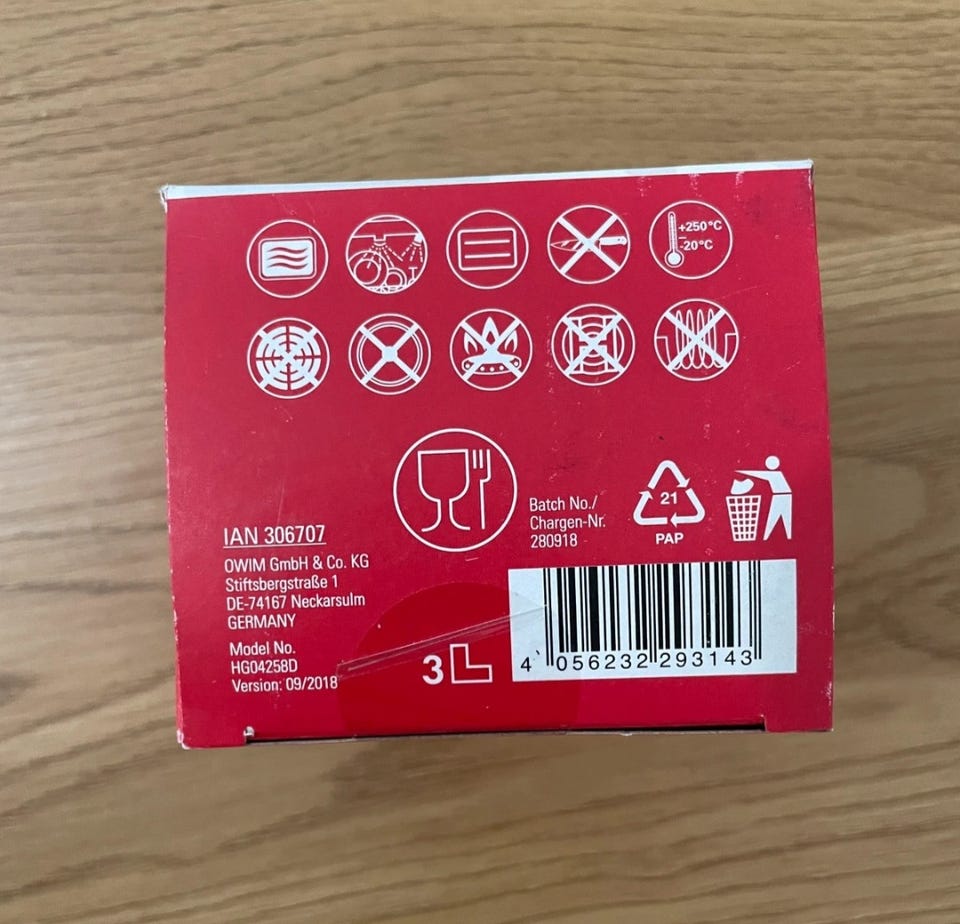 +250°C
-20°C
IAN 306707
OWIM GmbH & Co. KG
Stiftsbergstraße 1
DE-74167 Neckarsulm
GERMANY
Model No.
HG04258D
Version: 09/2018
Batch No./
Chargen-Nr.
280918
21
PAP
3L
4 056232 293143